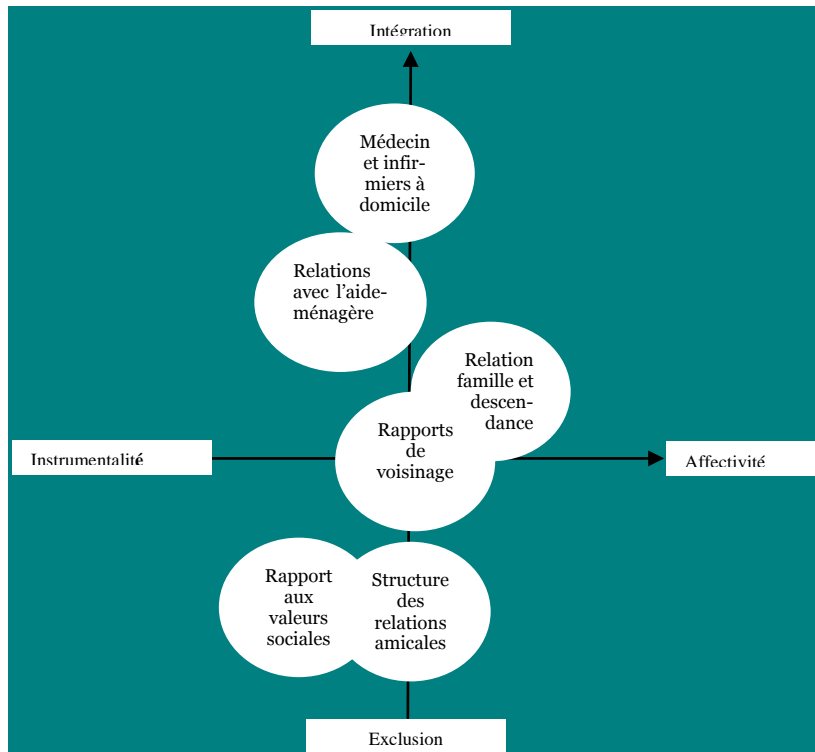 Intégration
Médecin
et infir-
miers à
domicile
Relations
avec l'aide-
ménagère
Relation
famille et
descen-
dance
Rapports
de
voisinage
Instrumentalité
Affectivité
Rapport
aux
valeurs
sociales
Structure
des
relations
amicales
Exclusion